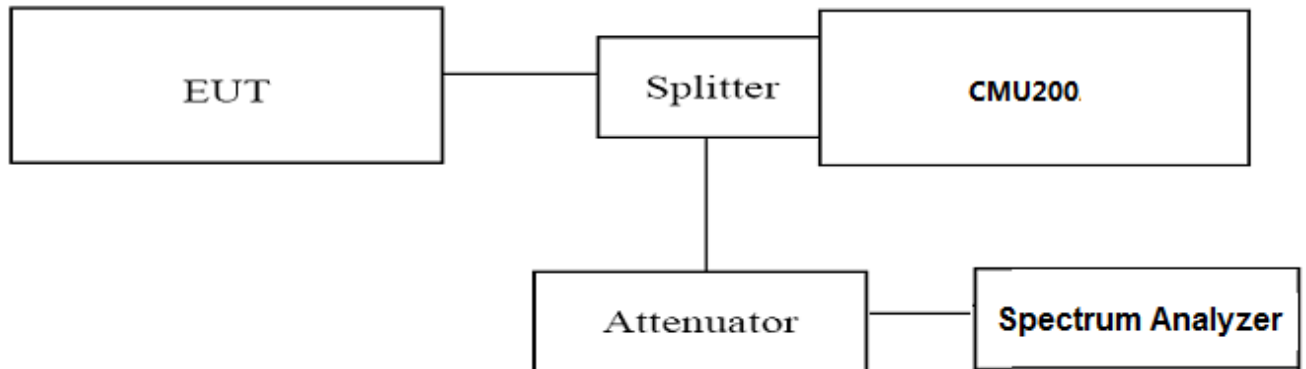 EUT
Splitter
CMU200
Attenuator
Spectrum Analyzer